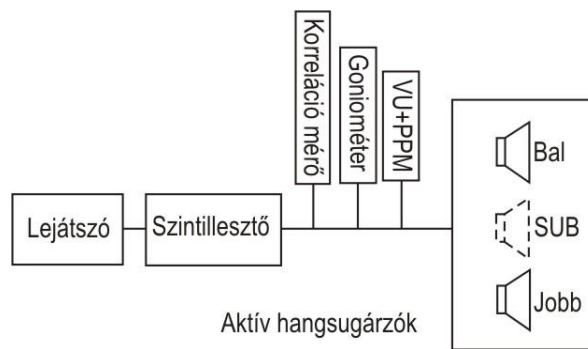 Korreláció mérő
Goniométer
VU+PPM
Bal
Lejátszó
Szintillesztő
SUB
Jobb
Aktív hangsugárzók